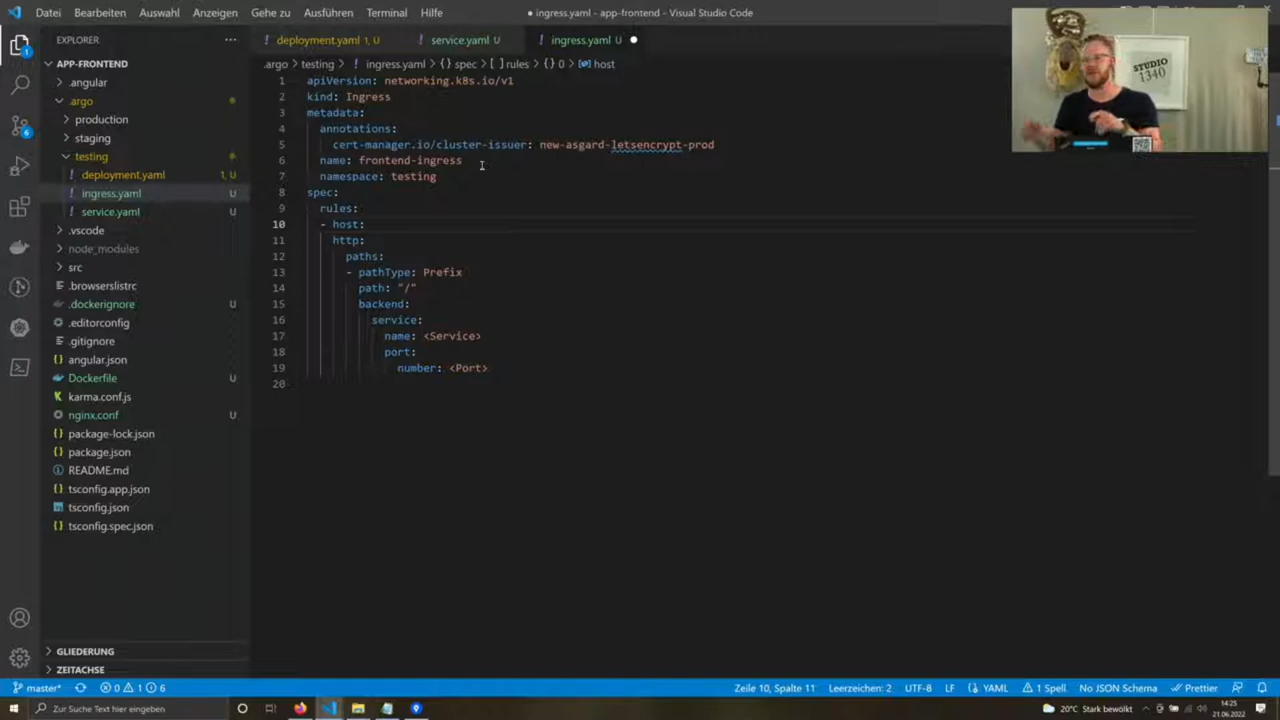 Datei Bearbeiten Auswahl Anzeigen Gehe zu Ausführen Terminal Hilfe
● ingress.yaml - app-frontend - Visual Studio Code
EXPLORER
APP-FRONTEND
.angular
.argo
production
staging
testing
deployment.yaml 1, U
ingress.yaml U
service.yaml U
.vscode
node_modules
src
.browserslistrc
.dockerignore U
.editorconfig
.gitignore
angular.json
Dockerfile U
karma.conf.js
nginx.conf U
package-lock.json
package.json
README.md
tsconfig.app.json
tsconfig.json
tsconfig.spec.json
GLIEDERUNG
ZEITACHSE
deployment.yaml 1, U
service.yaml U
ingress.yaml U
.argo > testing > ingress.yaml > {} spec > [ ] rules > {} 0 > host
1 apiVersion: networking.k8s.io/v1
2 kind: Ingress
3 metadata:
4 annotations:
5 cert-manager.io/cluster-issuer: new-asgard-letsencrypt-prod
6 name: frontend-ingress
7 namespace: testing
8 spec:
9 rules:
10 - host:
11 http:
12 paths:
13 - pathType: Prefix
14 path: "/"
15 backend:
16 service:
17 name: <Service>
18 port:
19 number: <Port>
20
STUDIO
1340
master* 0 1 6
Zeile 10, Spalte 11 Leerzeichen: 2 UTF-8 LF YAML 1 Spell. No JSON Schema Prettier
Zur Suche Text hier eingeben
20°C Stark bewölkt
14:25
21.06.2022